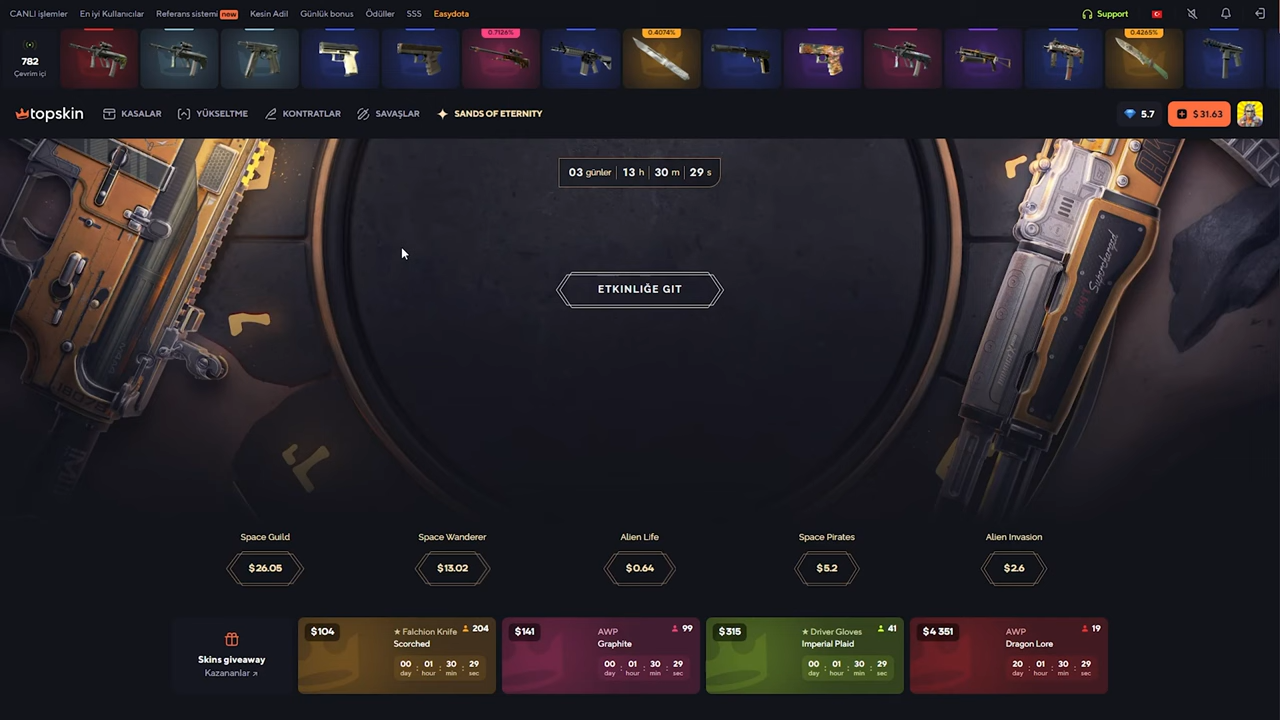 CANLI işlemler En iyi Kullanıcılar Referans sistemi new Kesin Adil Günlük bonus Ödüller SSS Easydota Support
782
Çevrim içi
0.7126% 0.4074% 0.4265%
topskin KASALAR YÜKSELTME KONTRATLAR SAVAŞLAR SANDS OF ETERNITY 5.7 $31.63
03 günler 13 h 30 m 29 s
ETKINLIĞE GIT
Supercharged
Space Guild Space Wanderer Alien Life Space Pirates Alien Invasion
$26.05 $13.02 $0.64 $5.2 $2.6
Skins giveaway
Kazananlar
$104 ★ Falchion Knife 204
Scorched
00 : 01 : 30 : 29
day hour min sec
$141 AWP 99
Graphite
00 : 01 : 30 : 29
day hour min sec
$315 ★ Driver Gloves 41
Imperial Plaid
00 : 01 : 30 : 29
day hour min sec
$4 351 AWP 19
Dragon Lore
20 : 01 : 30 : 29
day hour min sec